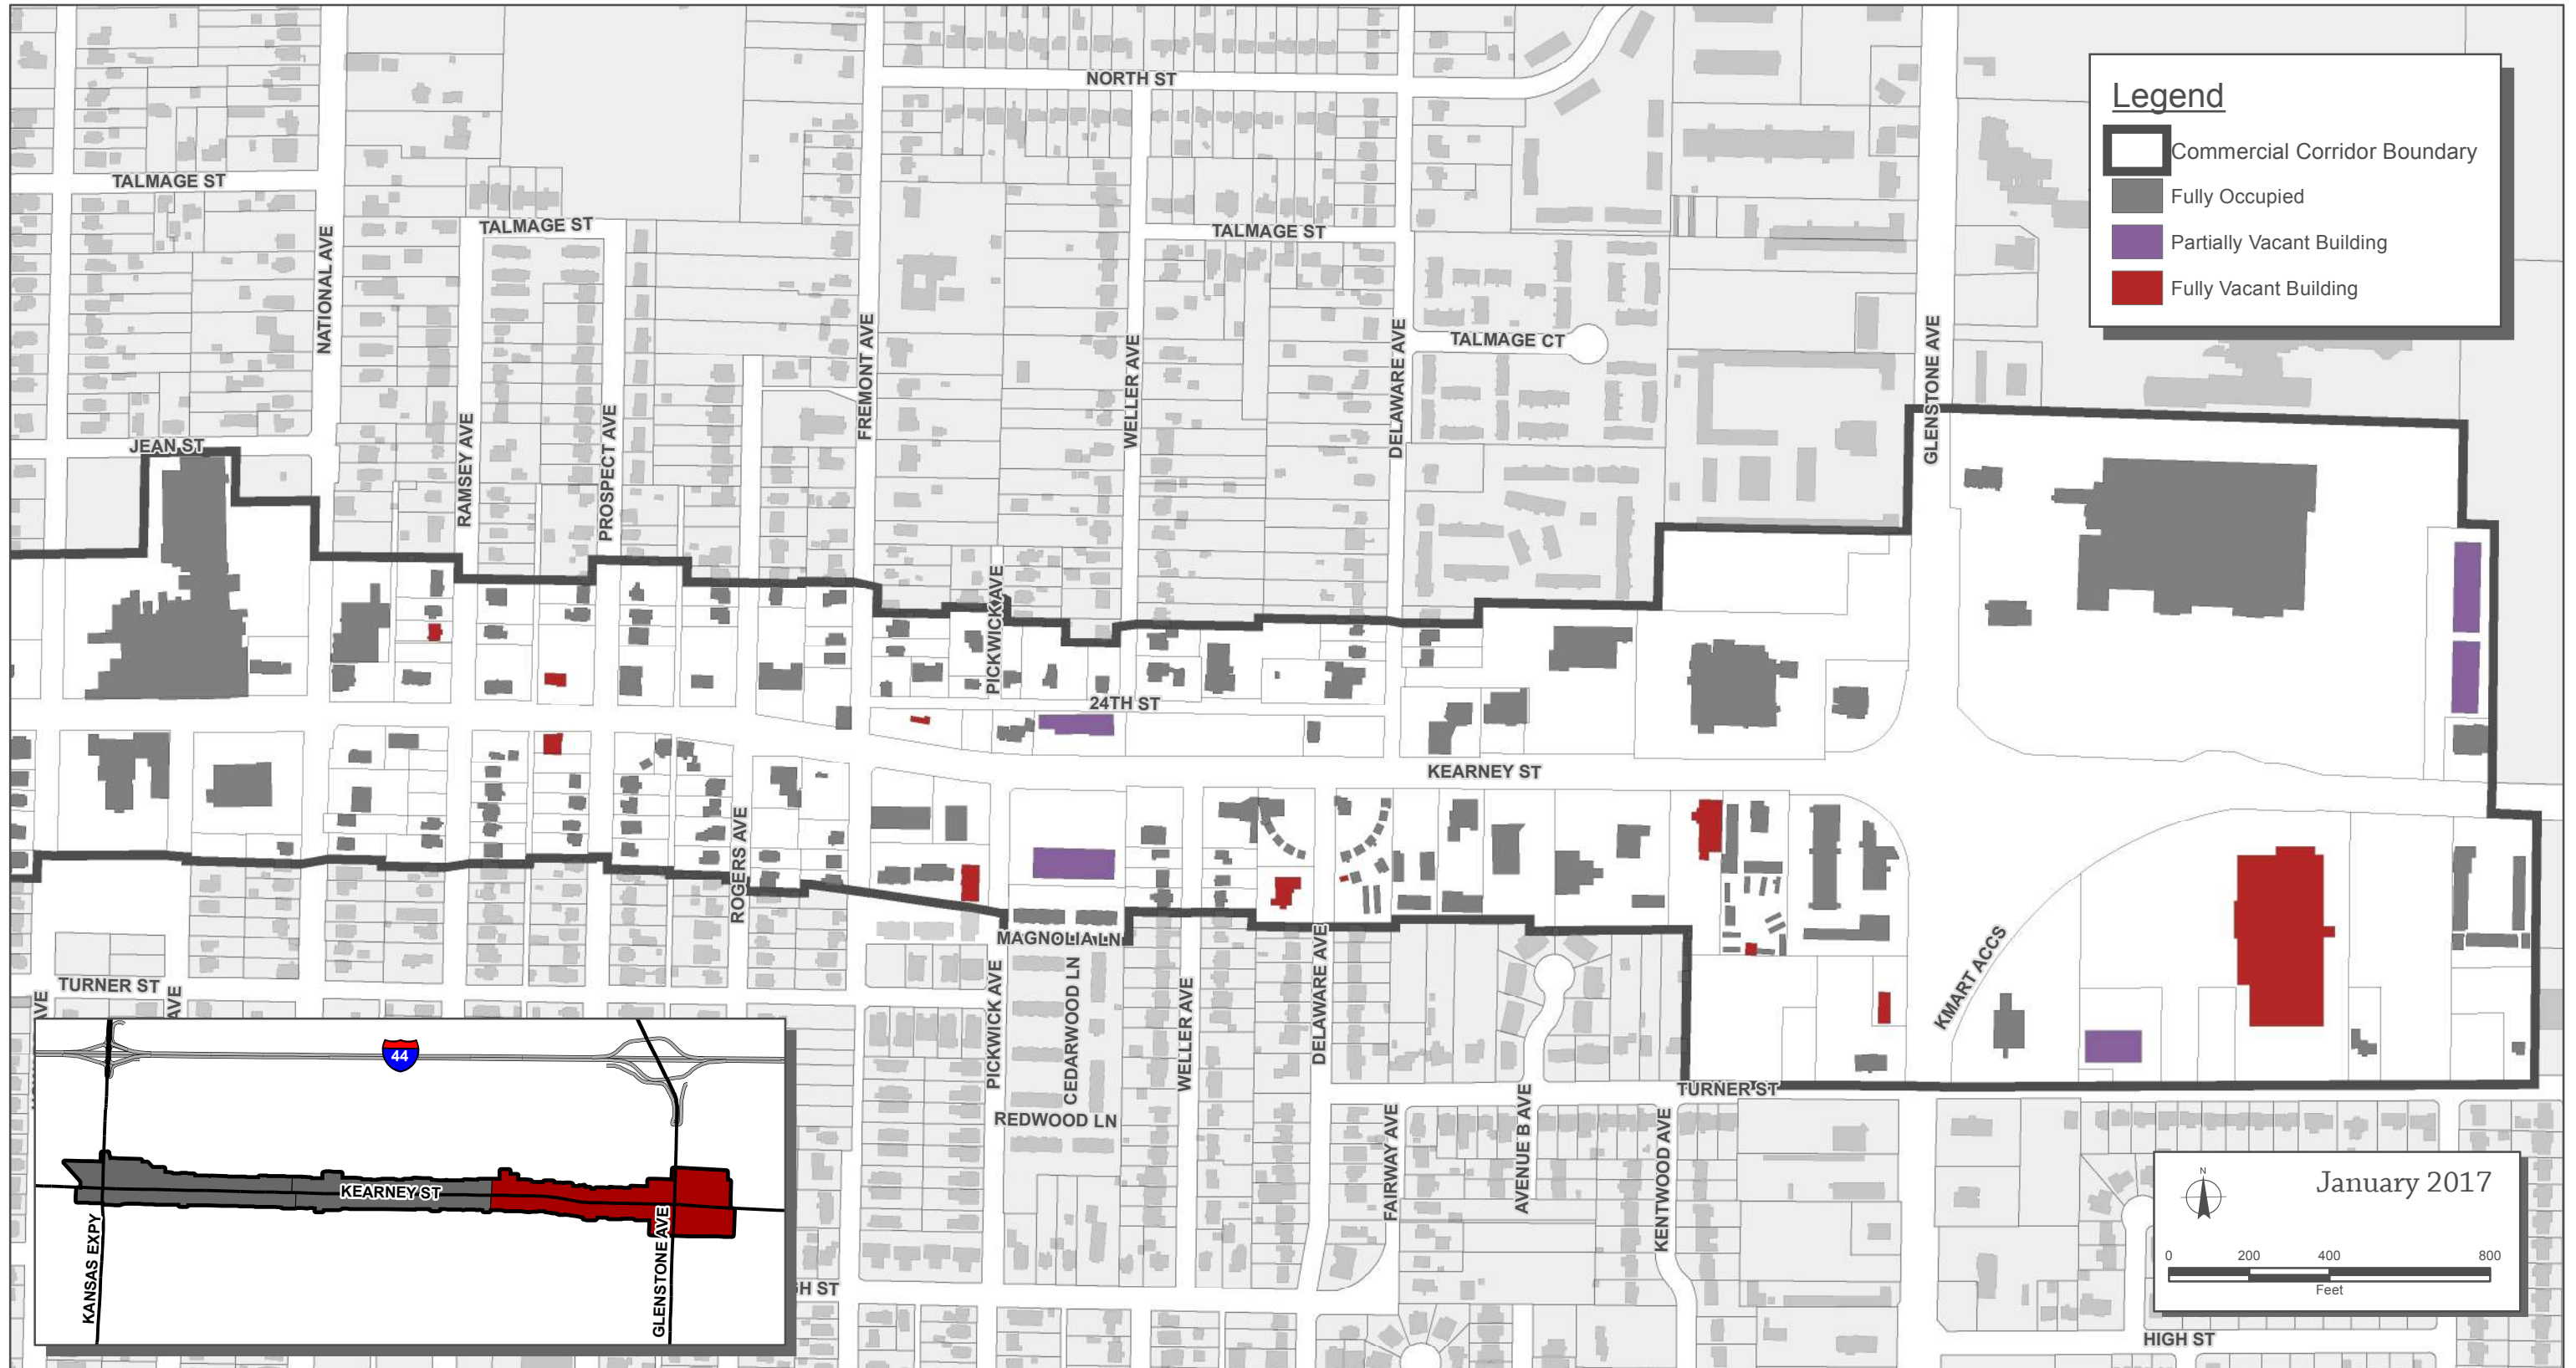 NORTH ST
Legend
Commercial Corridor Boundary
Fully Occupied
Partially Vacant Building
Fully Vacant Building
TALMAGE ST
TALMAGE ST
TALMAGE ST
NATIONAL AVE
FREMONT AVE
WELLER AVE
DELAWARE AVE
TALMAGE CT
GLENSTONE AVE
JEAN ST
RAMSEY AVE
PROSPECT AVE
PICKWICK AVE
24TH ST
KEARNEY ST
ROGERS AVE
MAGNOLIA LN
TURNER ST
AVE
AVE
PICKWICK AVE
CEDARWOOD LN
WELLER AVE
DELAWARE AVE
KMART ACCS
REDWOOD LN
FAIRWAY AVE
AVENUE B AVE
KENTWOOD AVE
TURNER ST
44
KEARNEY ST
KANSAS EXPY
GLENSTONE AVE
GH ST
N
January 2017
0 200 400 800
Feet
HIGH ST